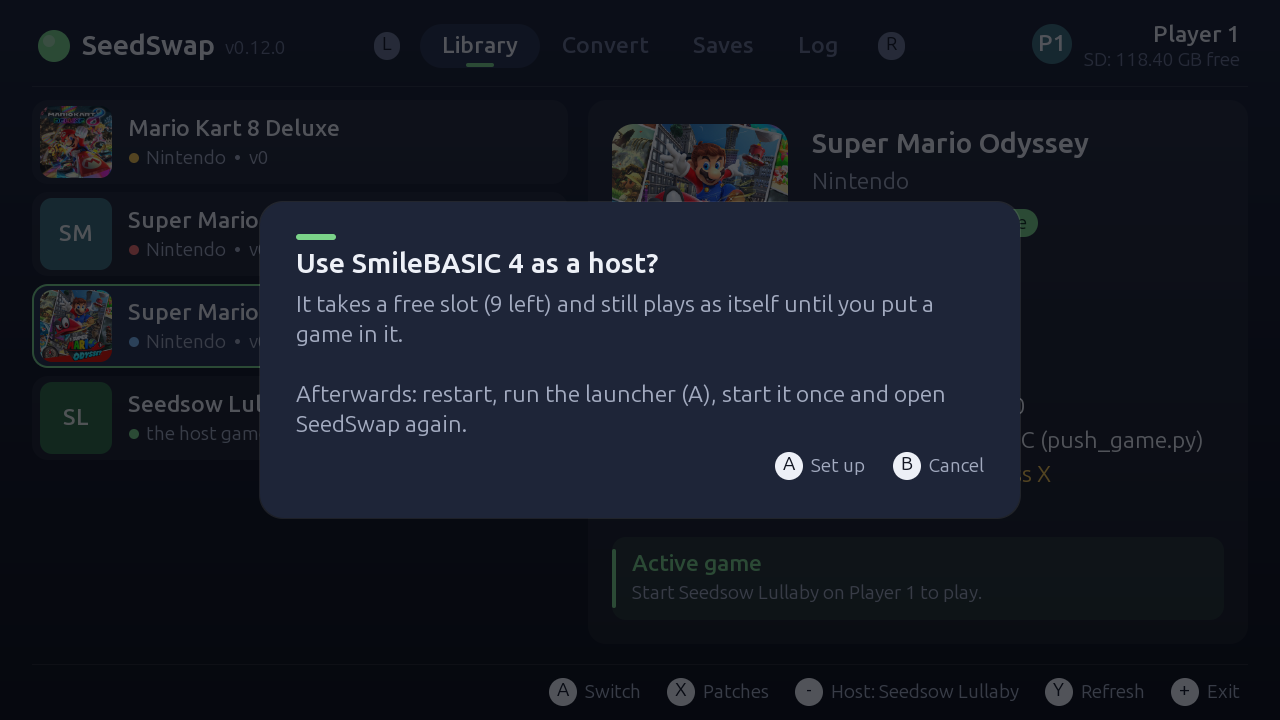 SeedSwap v0.12.0
L Library Convert Saves Log R
P1 Player 1
SD: 118.40 GB free
Mario Kart 8 Deluxe
Nintendo • v0
SM Super Mario
Nintendo •
Super Mario
Nintendo •
SL Seedsow Lul
the host gam
Super Mario Odyssey
Nintendo
Use SmileBASIC 4 as a host?
It takes a free slot (9 left) and still plays as itself until you put a
game in it.
Afterwards: restart, run the launcher (A), start it once and open
SeedSwap again.
A Set up B Cancel
C (push_game.py)
s X
Active game
Start Seedsow Lullaby on Player 1 to play.
A Switch X Patches - Host: Seedsow Lullaby Y Refresh + Exit